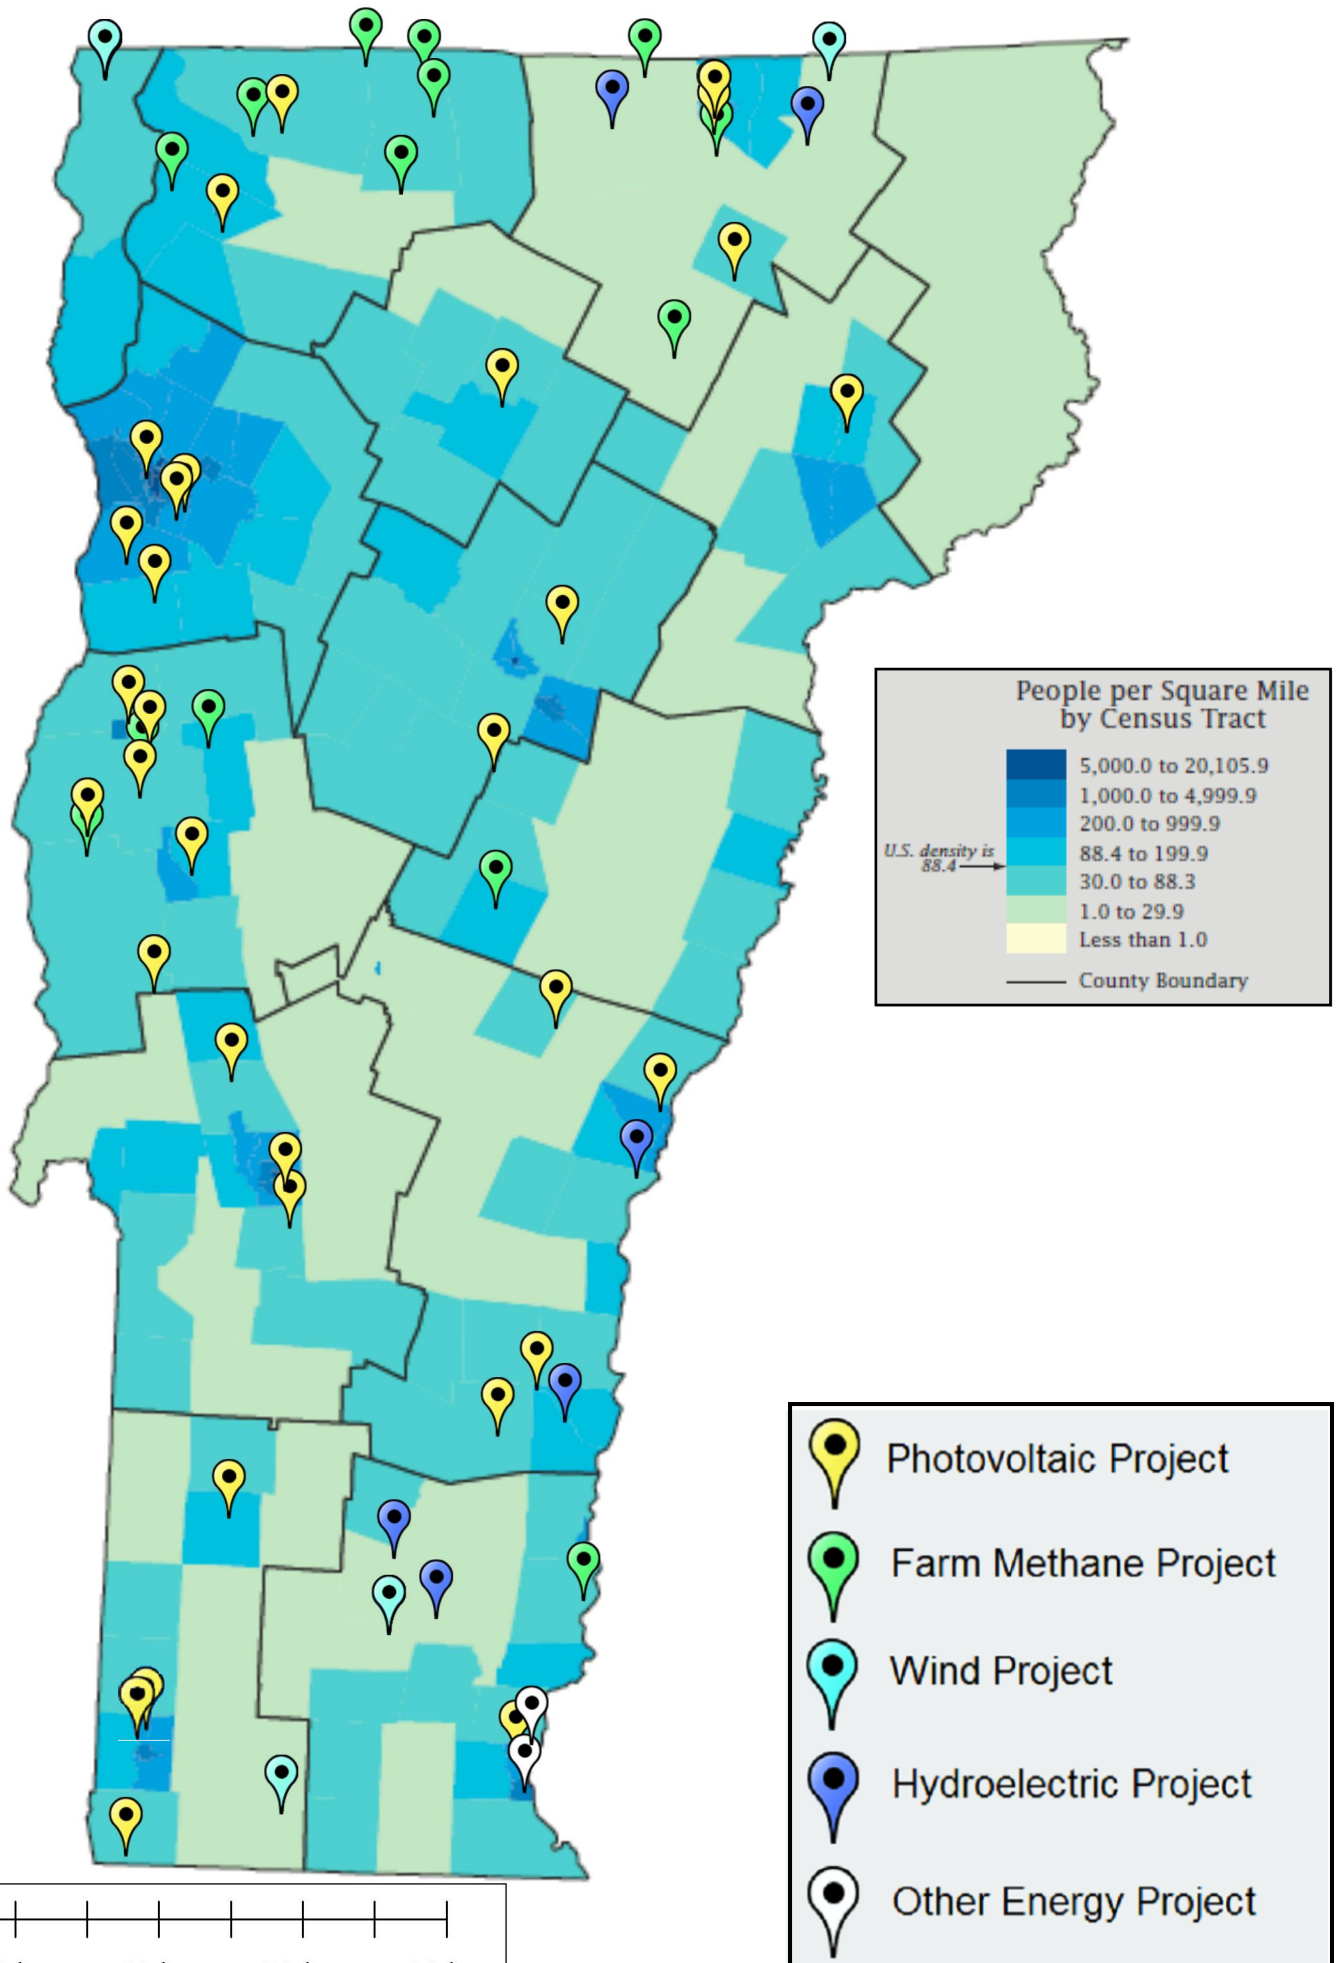 People per Square Mile
by Census Tract
5,000.0 to 20,105.9
1,000.0 to 4,999.9
200.0 to 999.9
U.S. density is
88.4
88.4 to 199.9
30.0 to 88.3
1.0 to 29.9
Less than 1.0
County Boundary
Photovoltaic Project
Farm Methane Project
Wind Project
Hydroelectric Project
Other Energy Project